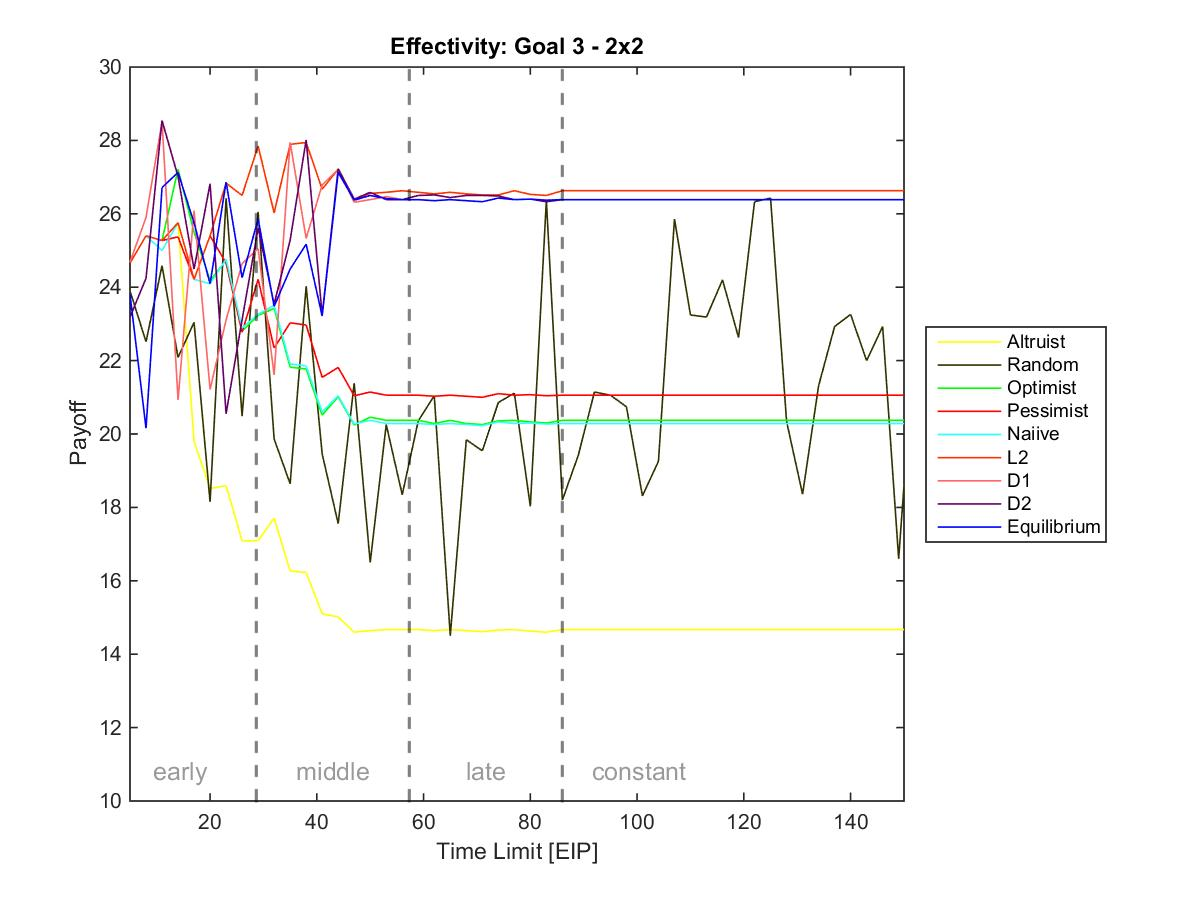 Effectivity: Goal 3 - 2x2
30
28
26
24
22
20
18
16
14
12
10
Payoff
early middle late constant
20 40 60 80 100 120 140
Time Limit [EIP]
Altruist
Random
Optimist
Pessimist
Naiive
L2
D1
D2
Equilibrium